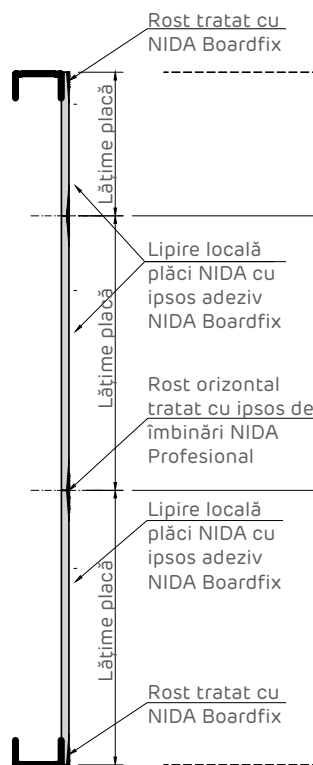 Rost tratat cu
NIDA Boardfix
Lățime placă
Lipire locală
plăci NIDA cu
ipsos adeziv
NIDA Boardfix
Lățime placă
Rost orizontal
tratat cu ipsos de
îmbinări NIDA
Profesional
Lipire locală
plăci NIDA cu
ipsos adeziv
NIDA Boardfix
Lățime placă
Rost tratat cu
NIDA Boardfix